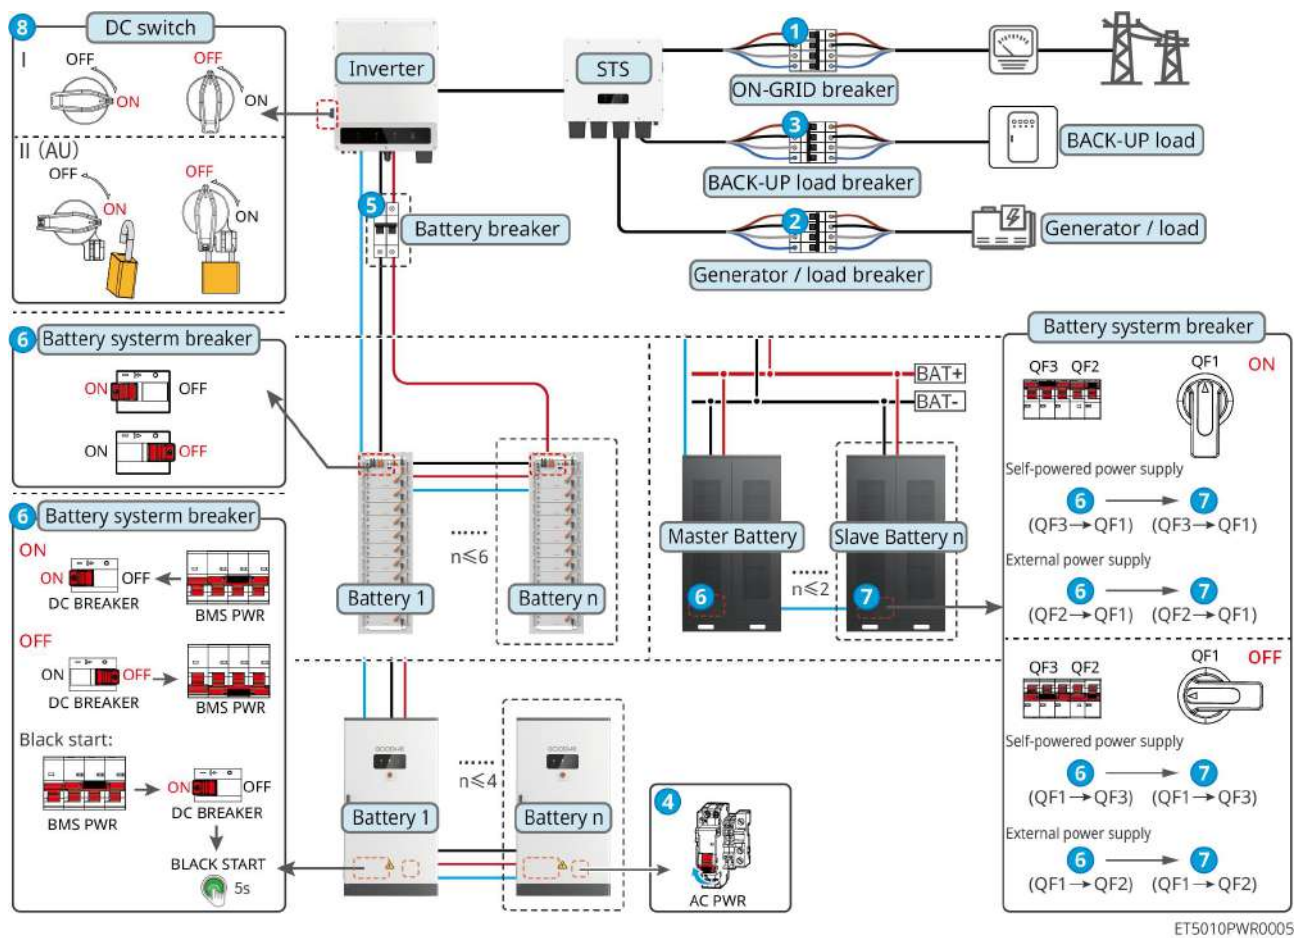 8
DC switch
I
OFF
ON
OFF
ON
II (AU)
OFF
ON
OFF
ON
Inverter
STS
1
ON-GRID breaker
3
BACK-UP load
BACK-UP load breaker
2
Generator / load
Generator / load breaker
5
Battery breaker
6
Battery systerm breaker
ON
OFF
ON
OFF
6
Battery systerm breaker
ON
ON
OFF
DC BREAKER
BMS PWR
OFF
ON
OFF
DC BREAKER
BMS PWR
Black start:
BMS PWR
ON
OFF
DC BREAKER
BLACK START
5s
Battery 1
n≤6
Battery n
BAT+
BAT-
Master Battery
Slave Battery n
n≤2
6
7
GOODWE
GOODWE
Battery 1
n≤4
Battery n
4
AC PWR
Battery systerm breaker
QF3 QF2
QF1
ON
Self-powered power supply
6 → 7
(QF3→QF1) (QF3→QF1)
External power supply
6 → 7
(QF2→QF1) (QF2→QF1)
QF3 QF2
QF1
OFF
Self-powered power supply
6 → 7
(QF1→QF3) (QF1→QF3)
External power supply
6 → 7
(QF1→QF2) (QF1→QF2)
ET5010PWR0005